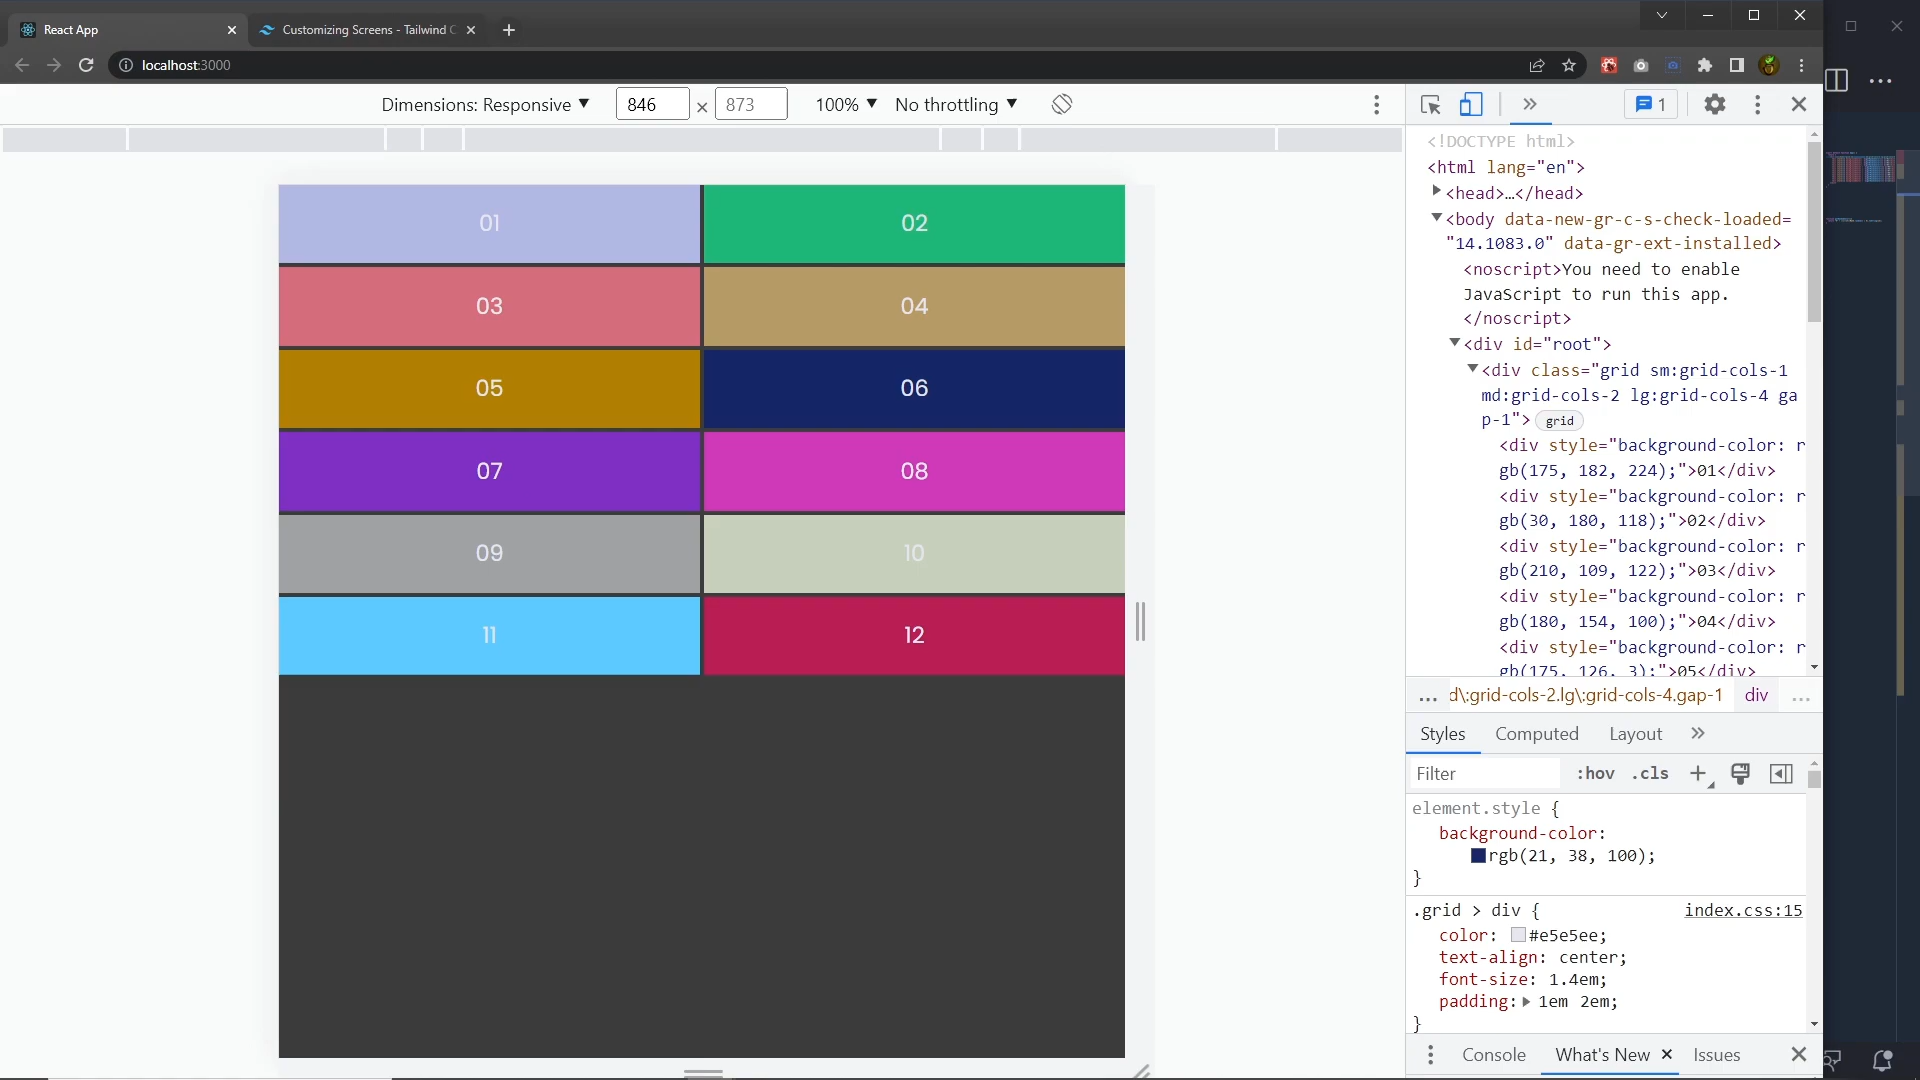 React App
Customizing Screens - Tailwind C
localhost:3000
Dimensions: Responsive ▼ 846 × 873 100% ▼ No throttling ▼
1
01
02
03
04
05
06
07
08
09
10
11
12
<!DOCTYPE html>
<html lang="en">
<head>…</head>
<body data-new-gr-c-s-check-loaded=
"14.1083.0" data-gr-ext-installed>
<noscript>You need to enable
JavaScript to run this app.
</noscript>
<div id="root">
<div class="grid sm:grid-cols-1
md:grid-cols-2 lg:grid-cols-4 ga
p-1"> grid
<div style="background-color: r
gb(175, 182, 224);">01</div>
<div style="background-color: r
gb(30, 180, 118);">02</div>
<div style="background-color: r
gb(210, 109, 122);">03</div>
<div style="background-color: r
gb(180, 154, 100);">04</div>
<div style="background-color: r
gb(175, 126, 3);">05</div>
… d\:grid-cols-2.lg\:grid-cols-4.gap-1 div …
Styles Computed Layout
Filter :hov .cls
element.style {
background-color:
rgb(21, 38, 100);
}
.grid > div { index.css:15
color: #e5e5ee;
text-align: center;
font-size: 1.4em;
padding: 1em 2em;
}
Console What's New × Issues